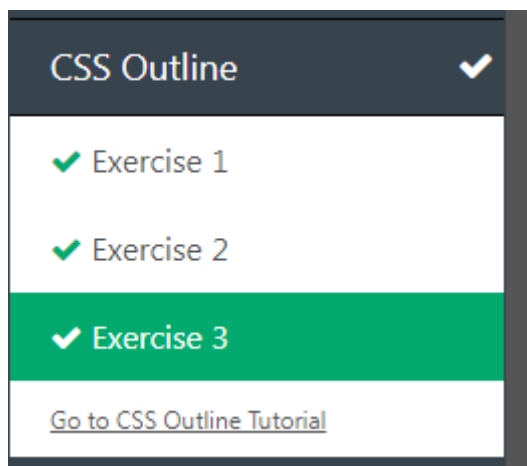 CSS Outline
Exercise 1
Exercise 2
Exercise 3
Go to CSS Outline Tutorial